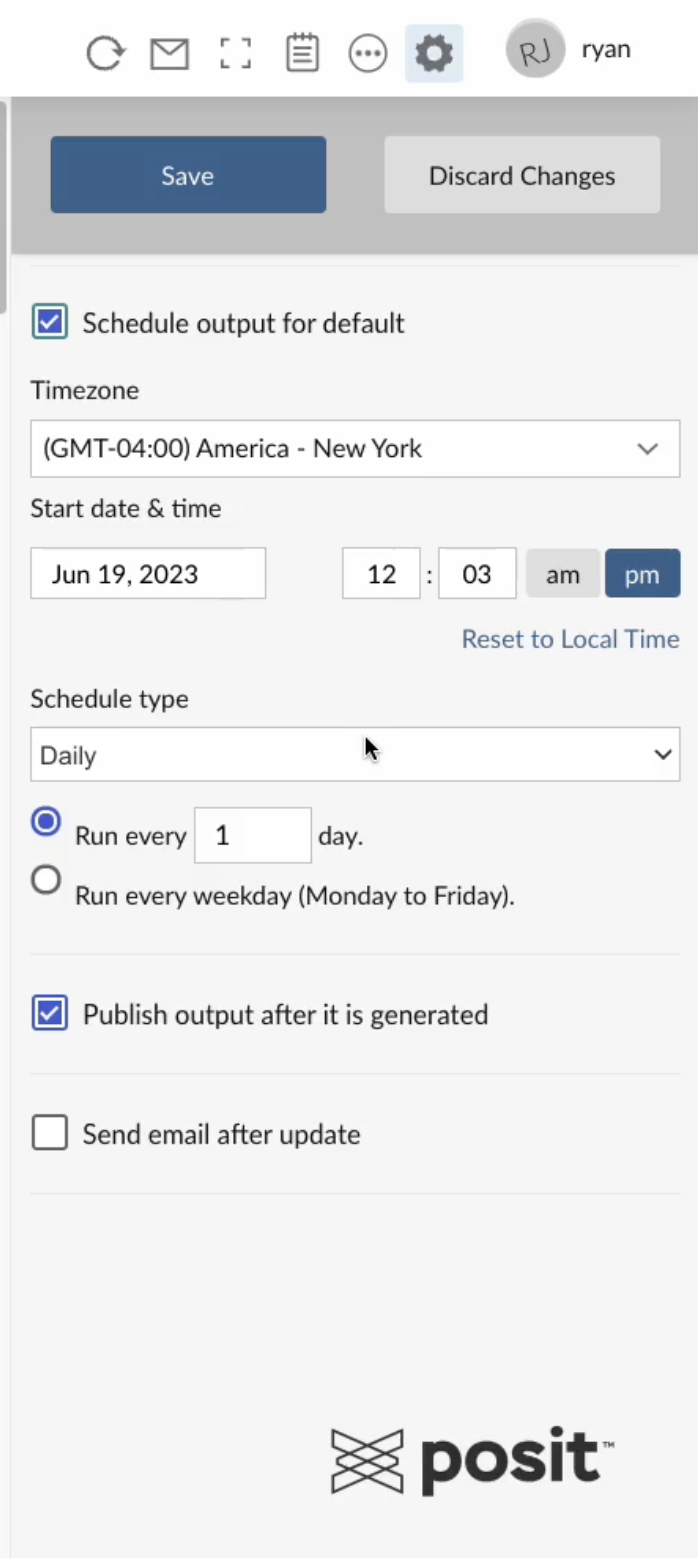 RJ ryan
Save Discard Changes
Schedule output for default
Timezone
(GMT-04:00) America - New York
Start date & time
Jun 19, 2023 12 : 03 am pm
Reset to Local Time
Schedule type
Daily
Run every 1 day.
Run every weekday (Monday to Friday).
Publish output after it is generated
Send email after update
posit™